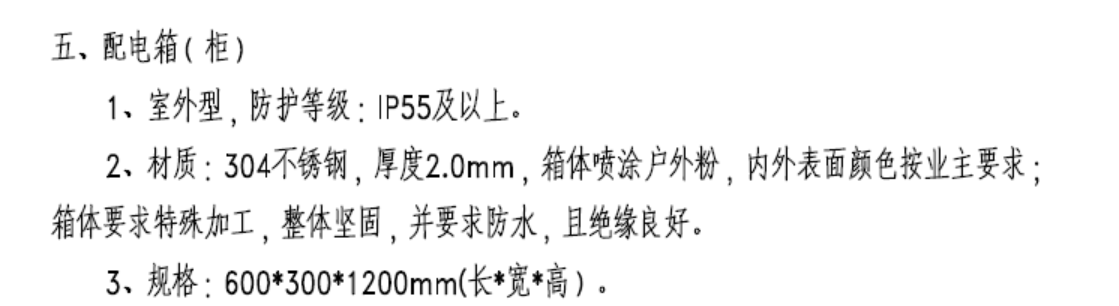 五、配电箱(柜)
1、室外型,防护等级:IP55及以上。
2、材质:304不锈钢,厚度2.0mm,箱体喷涂户外粉,内外表面颜色按业主要求;
箱体要求特殊加工,整体坚固,并要求防水,且绝缘良好。
3、规格:600*300*1200mm(长*宽*高)。